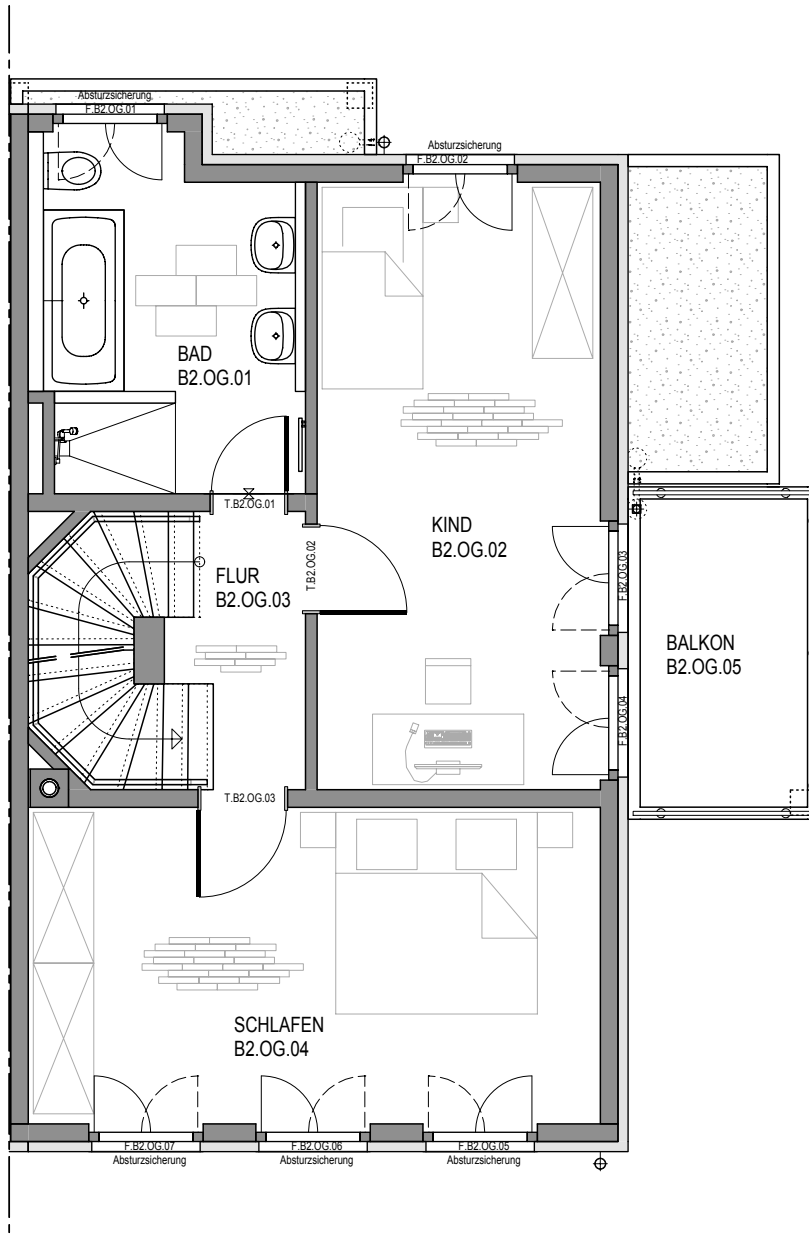 Absturzsicherung
F.B2.OG.01
Absturzsicherung
F.B2.OG.02
BAD
B2.OG.01
T.B2.OG.01
T.B2.OG.02
KIND
B2.OG.02
F.B2.OG.03
FLUR
B2.OG.03
BALKON
B2.OG.05
F.B2.OG.04
T.B2.OG.03
SCHLAFEN
B2.OG.04
F.B2.OG.07
F.B2.OG.06
F.B2.OG.05
Absturzsicherung
Absturzsicherung
Absturzsicherung